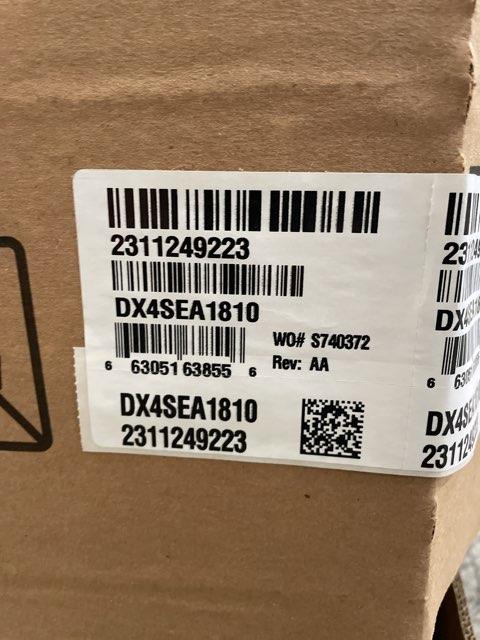 2311249223
DX4SEA1810
6 63051 63855 6
WO# S740372
Rev: AA
DX4SEA1810
2311249223